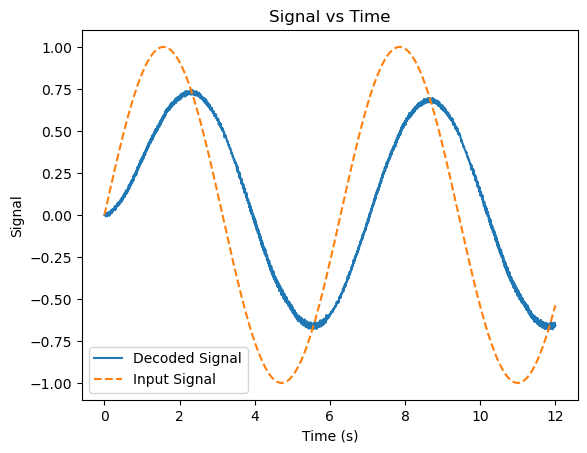 Signal vs Time
1.00
0.75
0.50
0.25
0.00
−0.25
−0.50
−0.75
−1.00
Signal
Decoded Signal
Input Signal
0 2 4 6 8 10 12
Time (s)